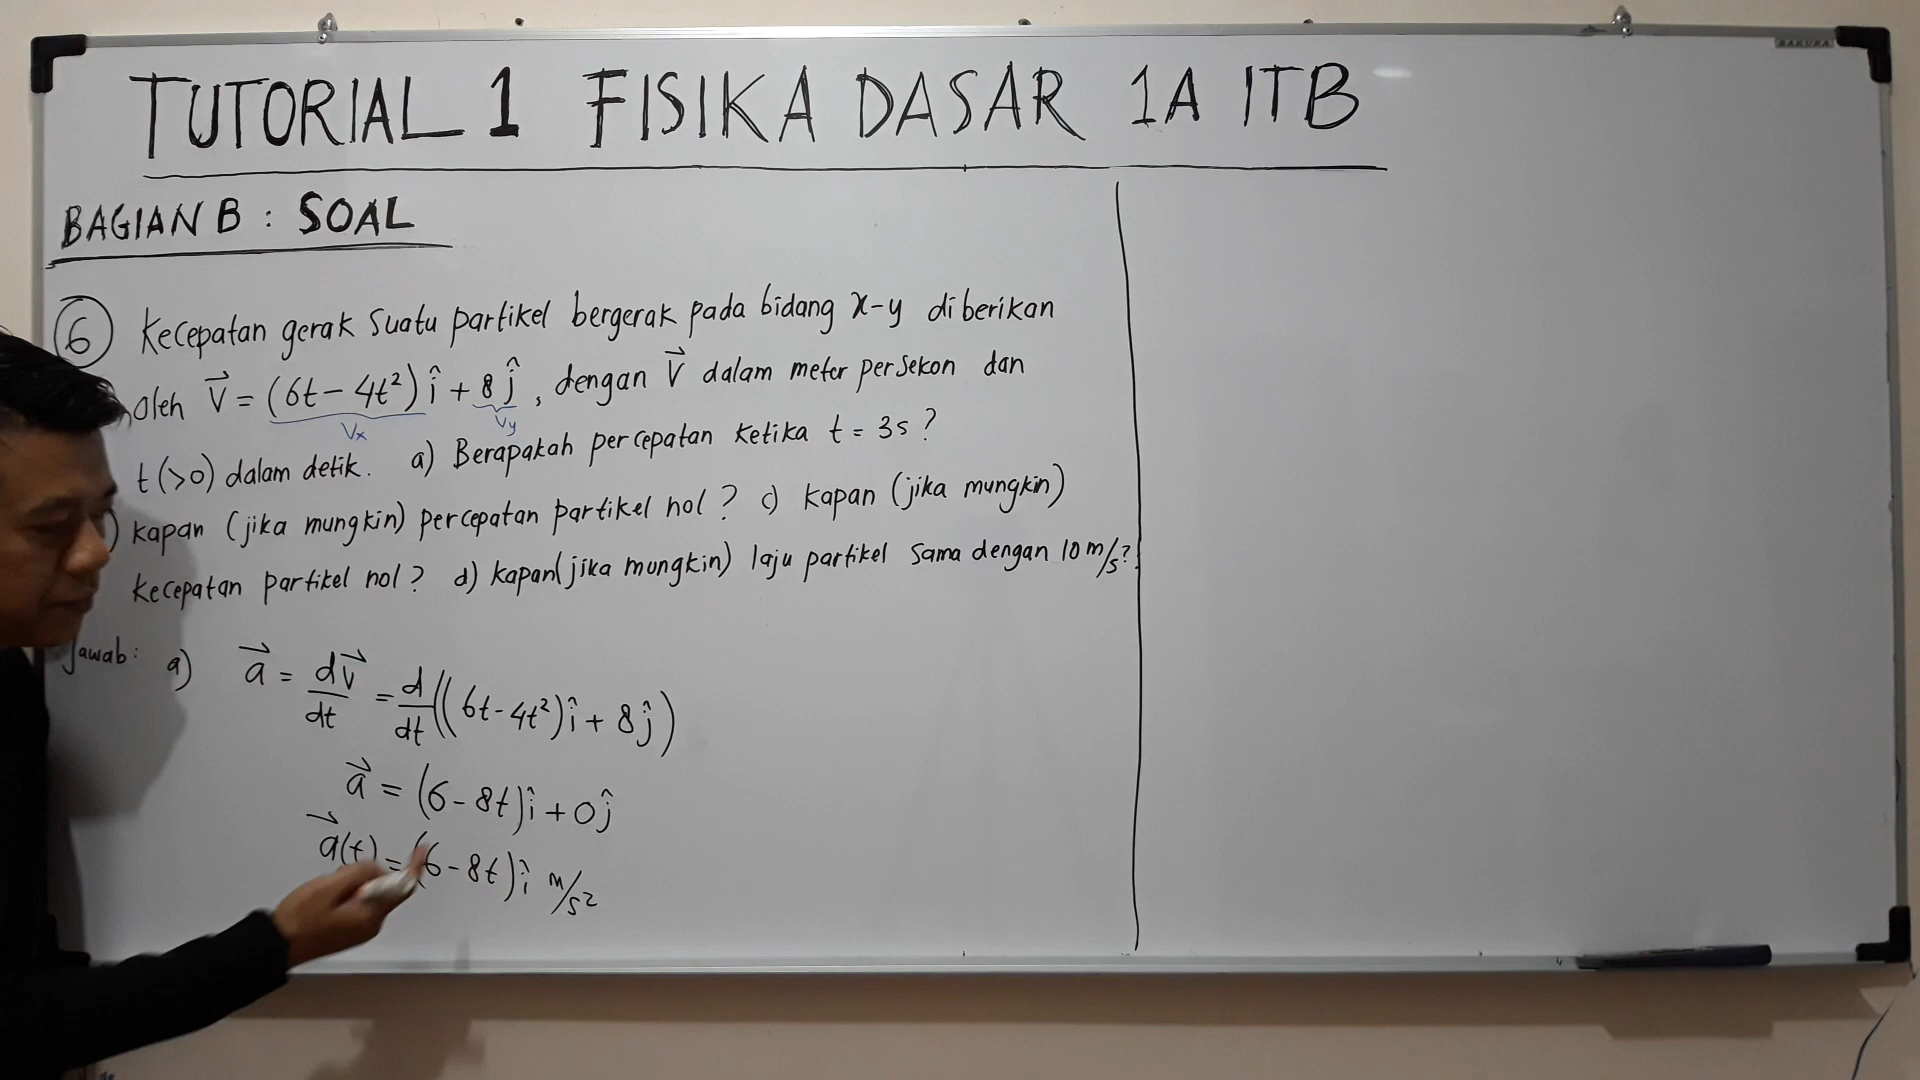 SAKURA
TUTORIAL 1 FISIKA DASAR 1A ITB
BAGIAN B : SOAL
6 Kecepatan gerak suatu partikel bergerak pada bidang x-y diberikan
oleh v⃗ = (6t - 4t²) î + 8 ĵ , dengan v⃗ dalam meter persekon dan
Vx Vy
t (>0) dalam detik. a) Berapakah percepatan ketika t = 3s ?
) kapan (jika mungkin) percepatan partikel nol ? c) kapan (jika mungkin)
kecepatan partikel nol ? d) kapan (jika mungkin) laju partikel sama dengan 10 m/s ?
Jawab : a) a⃗ = dv⃗/dt = d/dt((6t - 4t²) î + 8 ĵ)
a⃗ = (6 - 8t) î + 0 ĵ
a⃗(t) = (6 - 8t) î m/s²